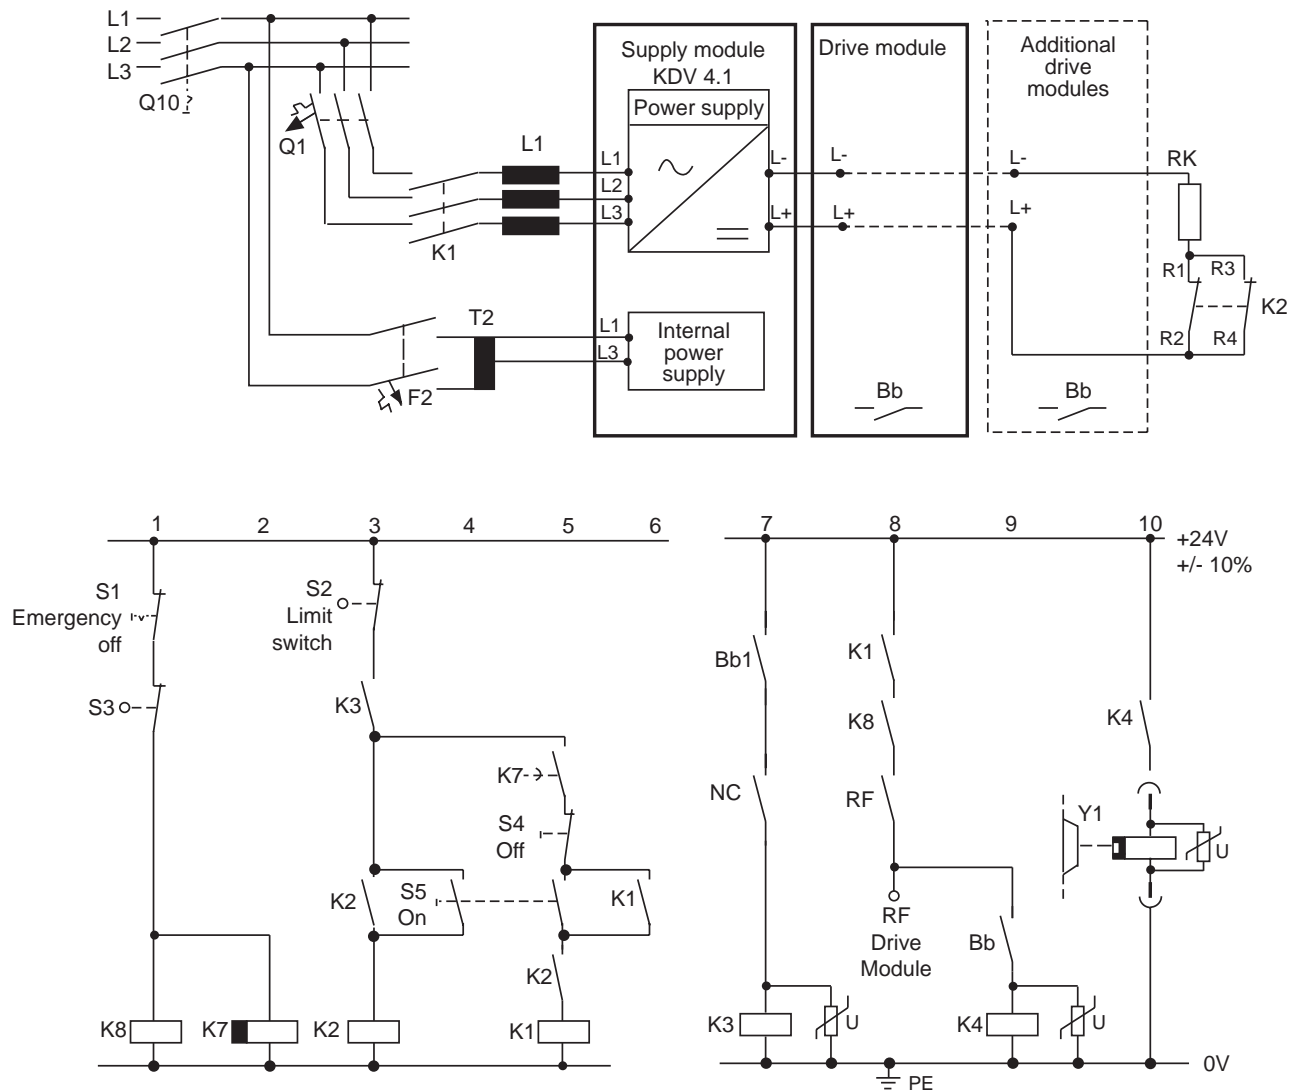 L1
L2
L3
Q10
Q1
L1
K1
Supply module
KDV 4.1
Power supply
L1
L2
L3
L-
L+
Drive module
L-
L+
Additional
drive
modules
L-
L+
RK
R1
R3
K2
R2
R4
T2
F2
L1
L3
Internal
power
supply
Bb
Bb
1
2
3
4
5
6
7
8
9
10
+24V
+/- 10%
S1
Emergency
off
S2
Limit
switch
S3
K3
K7
S4
Off
K2
S5
On
K1
K2
K8
K7
K2
K1
Bb1
K1
K8
K4
NC
RF
Y1
U
RF
Drive
Module
Bb
K3
U
K4
U
0V
PE